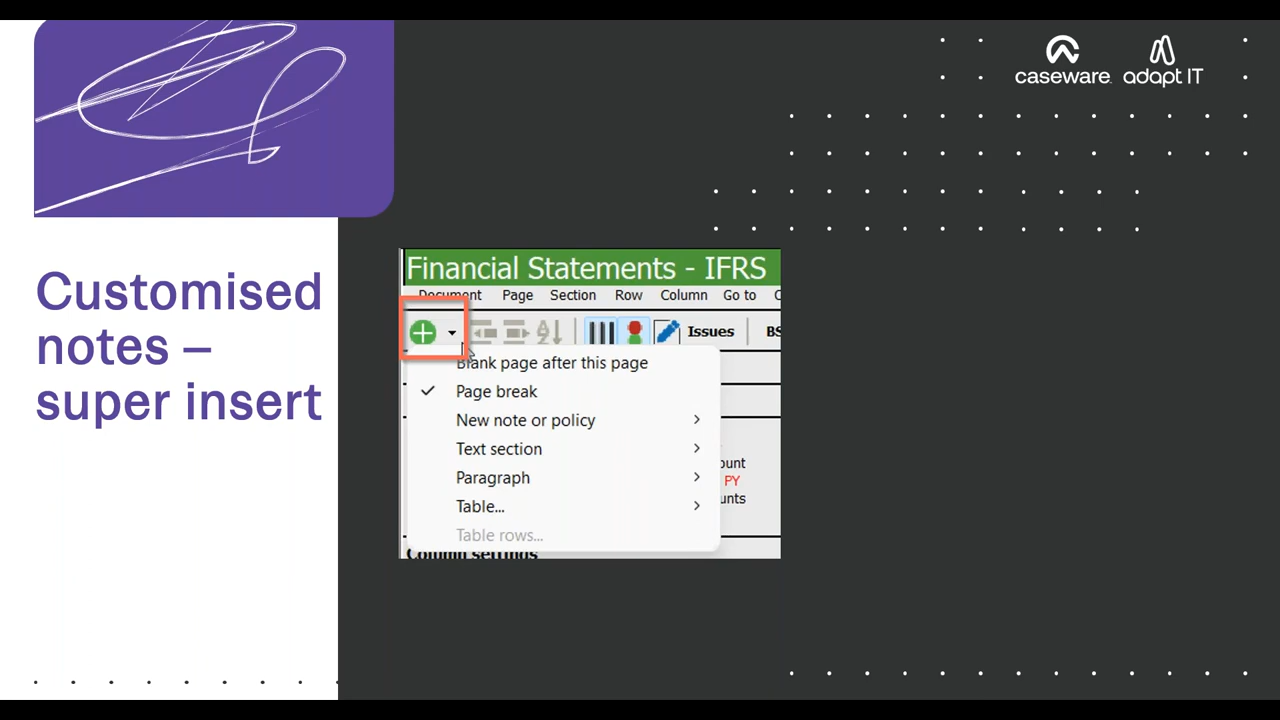 caseware
adapt IT
Customised
notes –
super insert
Financial Statements - IFRS
Document Page Section Row Column Go to
Issues
BS
Blank page after this page
Page break
New note or policy
Text section
Paragraph
Table...
Table rows...
ount
PY
unts
Column settings